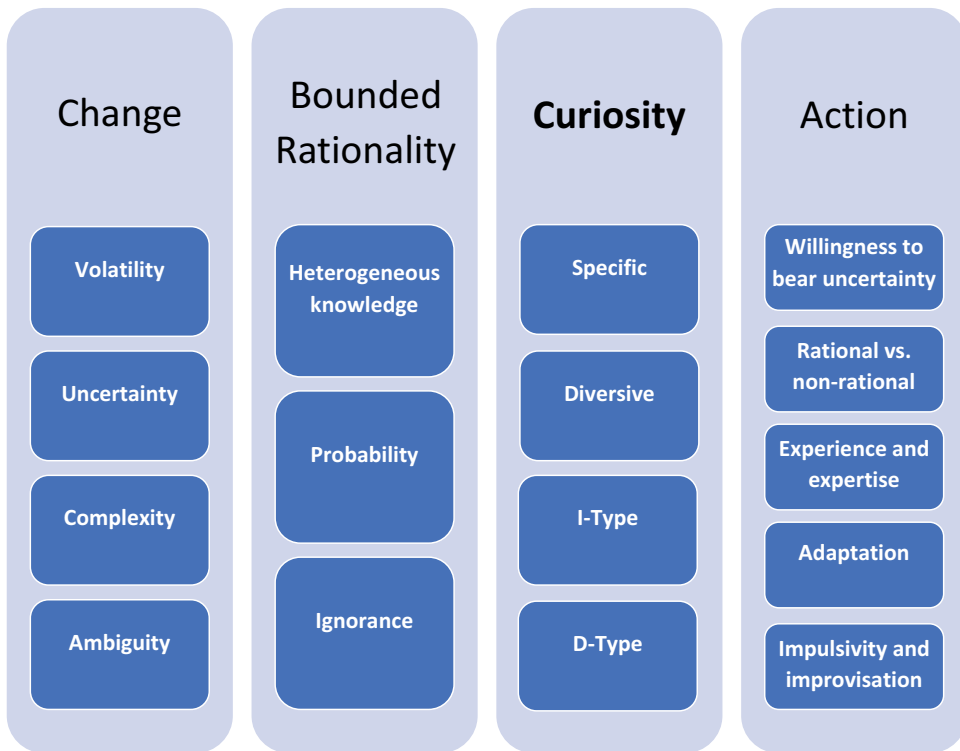 Change
Volatility
Uncertainty
Complexity
Ambiguity
Bounded
Rationality
Heterogeneous
knowledge
Probability
Ignorance
Curiosity
Specific
Diversive
I-Type
D-Type
Action
Willingness to
bear uncertainty
Rational vs.
non-rational
Experience and
expertise
Adaptation
Impulsivity and
improvisation